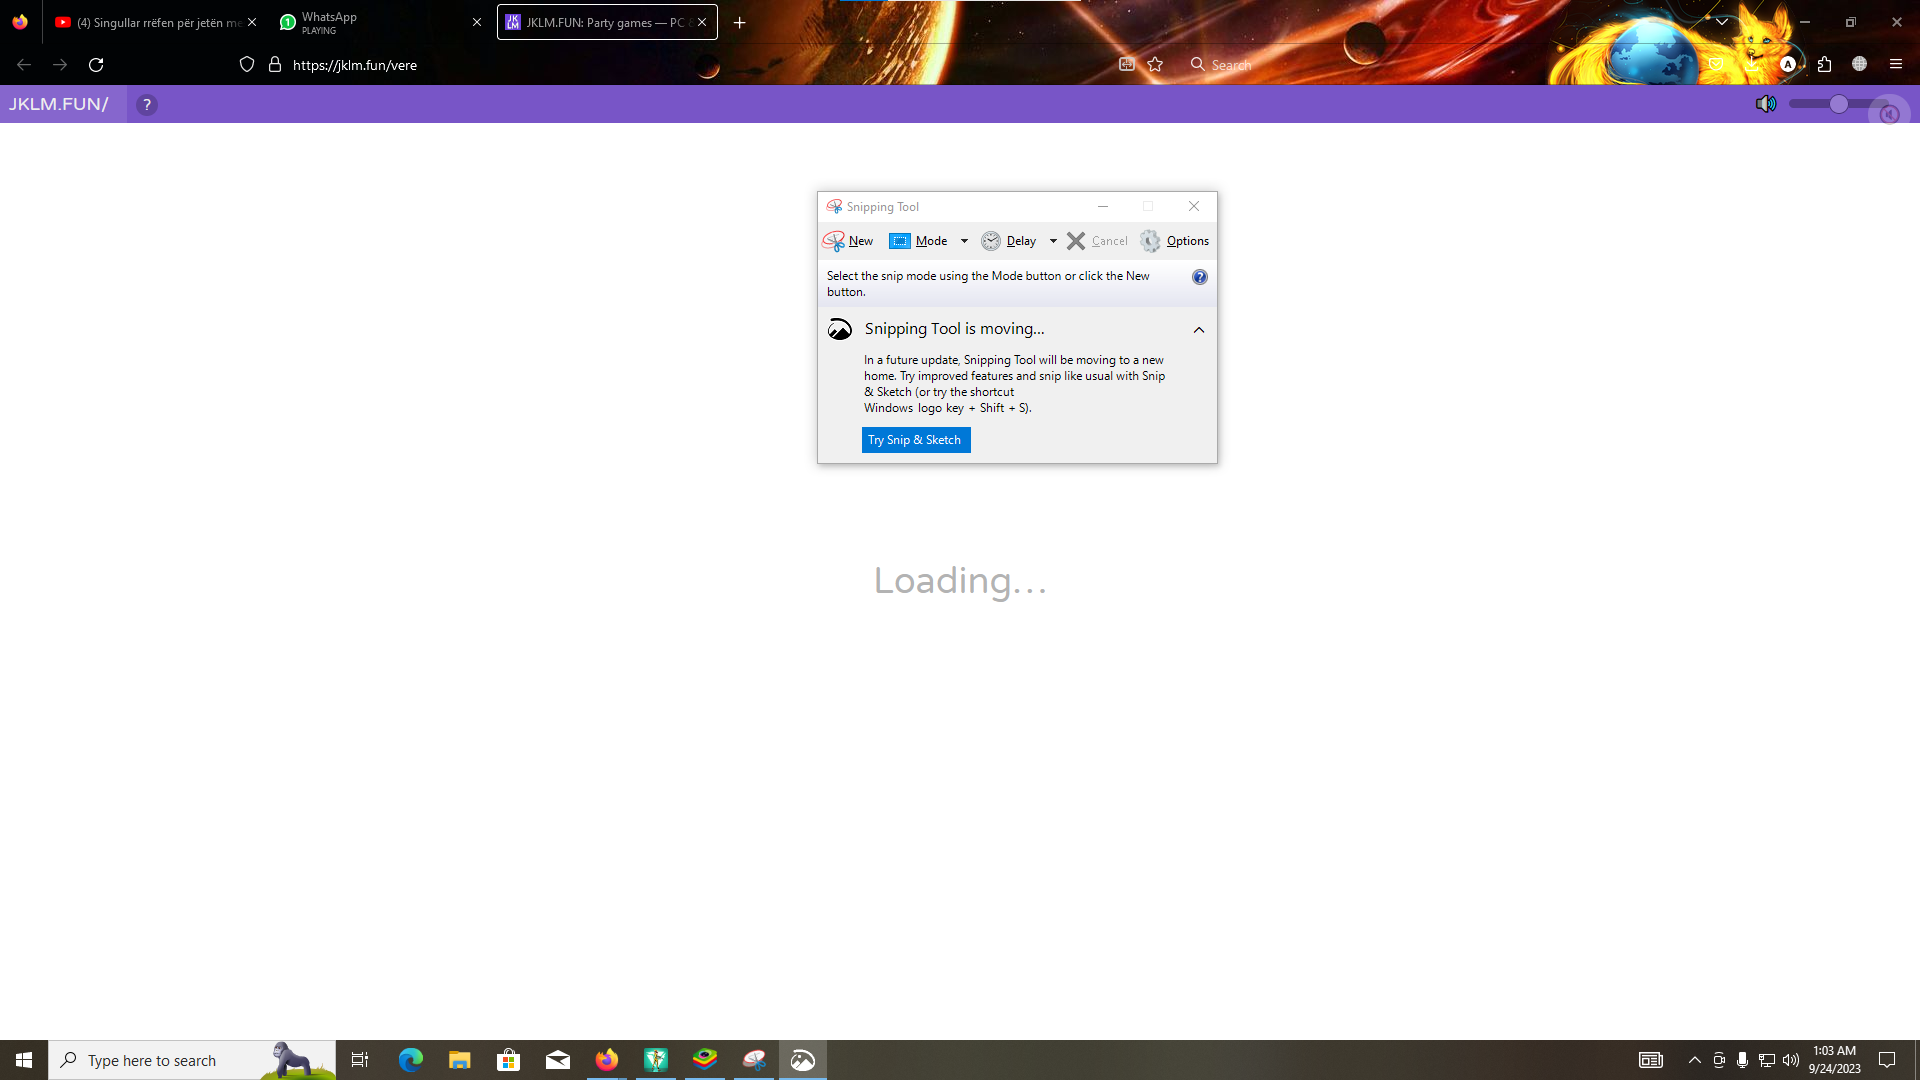 (4) Singullar rrëfen për jetën me
WhatsApp
PLAYING
JKLM.FUN: Party games — PC &
https://jklm.fun/vere
Search
JKLM.FUN/
?
Snipping Tool
New
Mode
Delay
Cancel
Options
Select the snip mode using the Mode button or click the New
button.
Snipping Tool is moving...
In a future update, Snipping Tool will be moving to a new
home. Try improved features and snip like usual with Snip
& Sketch (or try the shortcut
Windows logo key + Shift + S).
Try Snip & Sketch
Loading…
Type here to search
1:03 AM
9/24/2023